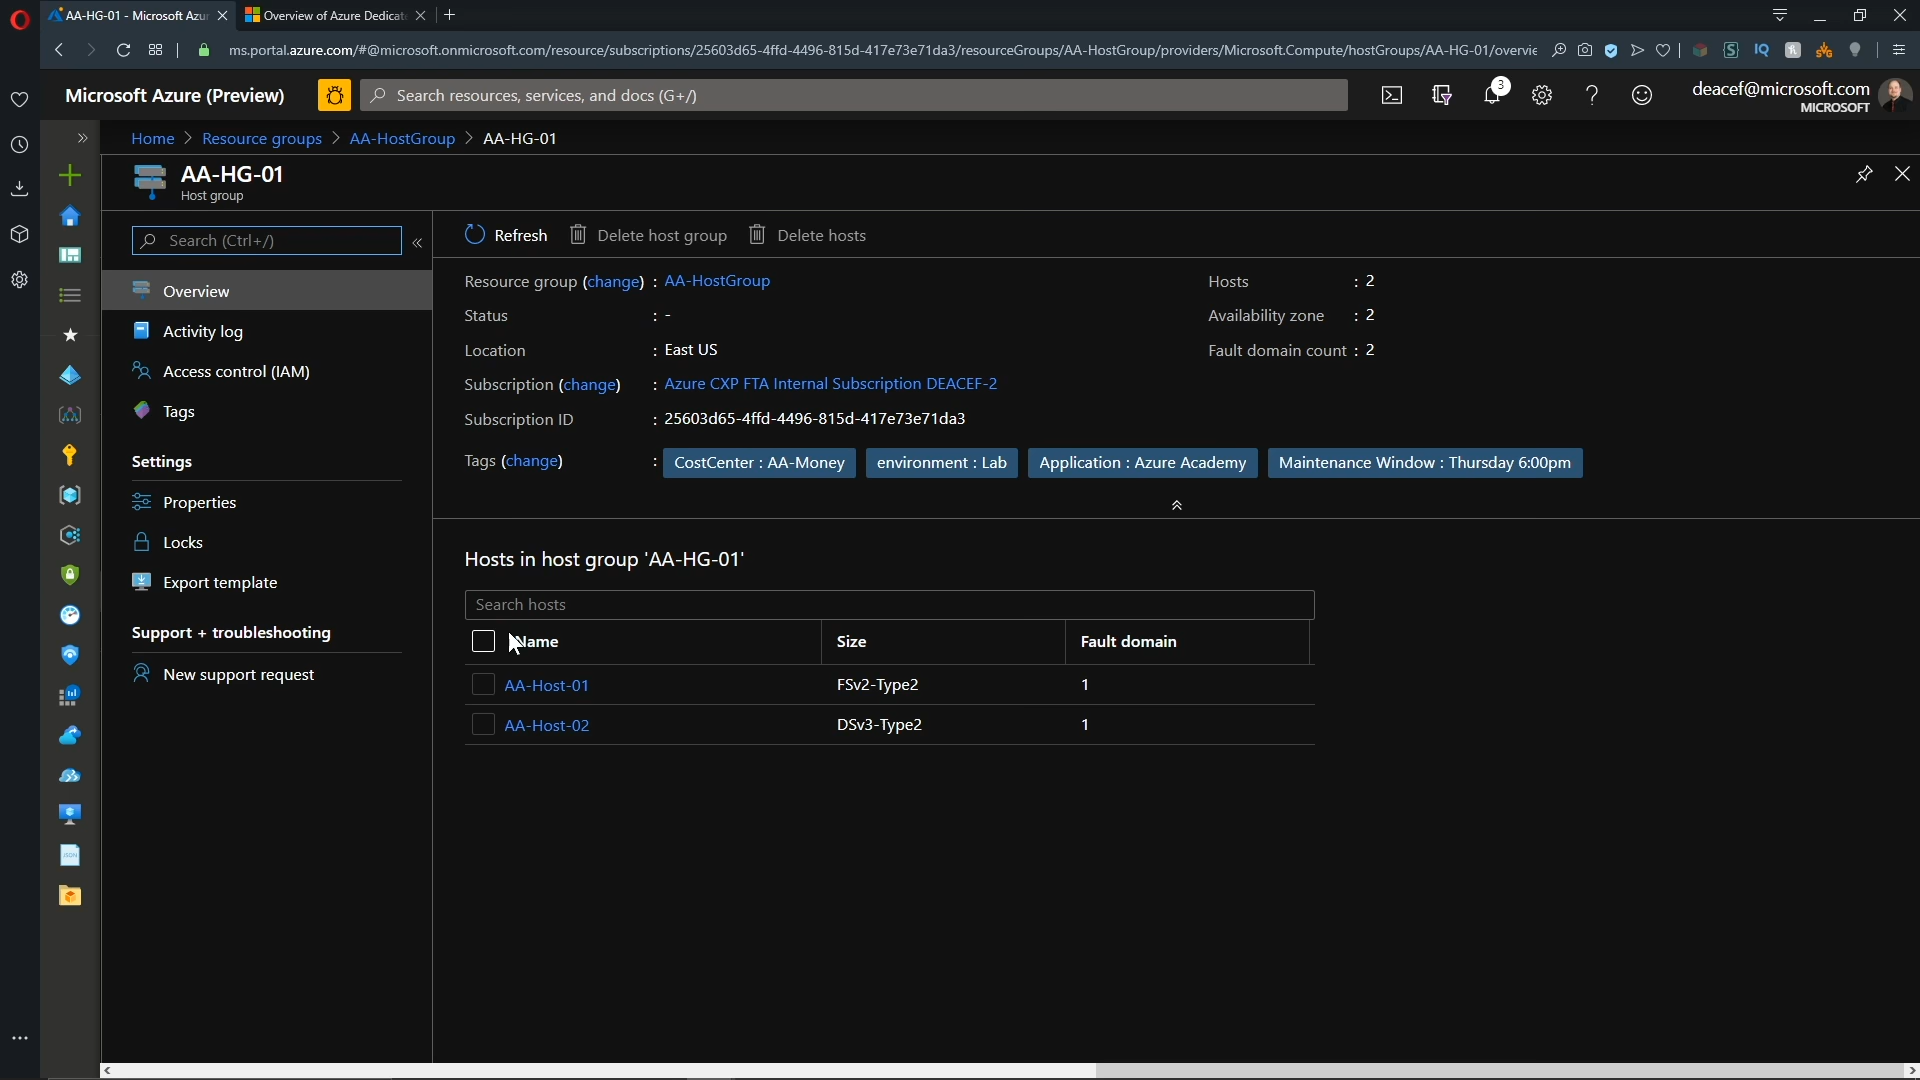 AA-HG-01 - Microsoft Azur
Overview of Azure Dedicat
ms.portal.azure.com/#@microsoft.onmicrosoft.com/resource/subscriptions/25603d65-4ffd-4496-815d-417e73e71da3/resourceGroups/AA-HostGroup/providers/Microsoft.Compute/hostGroups/AA-HG-01/overvie
Microsoft Azure (Preview)
Search resources, services, and docs (G+/)
3
deacef@microsoft.com
MICROSOFT
Home > Resource groups > AA-HostGroup > AA-HG-01
AA-HG-01
Host group
Search (Ctrl+/)
Overview
Activity log
Access control (IAM)
Tags
Settings
Properties
Locks
Export template
Support + troubleshooting
New support request
Refresh
Delete host group
Delete hosts
Resource group (change) : AA-HostGroup
Status : -
Location : East US
Subscription (change) : Azure CXP FTA Internal Subscription DEACEF-2
Subscription ID : 25603d65-4ffd-4496-815d-417e73e71da3
Tags (change) : CostCenter : AA-Money environment : Lab Application : Azure Academy Maintenance Window : Thursday 6:00pm
Hosts : 2
Availability zone : 2
Fault domain count : 2
Hosts in host group 'AA-HG-01'
Search hosts
Name Size Fault domain
AA-Host-01 FSv2-Type2 1
AA-Host-02 DSv3-Type2 1